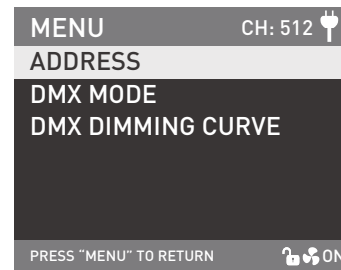 MENU CH: 512
ADDRESS
DMX MODE
DMX DIMMING CURVE
PRESS “MENU” TO RETURN ON